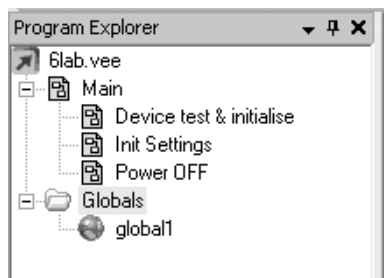 Program Explorer
6lab.vee
Main
Device test & initialise
Init Settings
Power OFF
Globals
global1